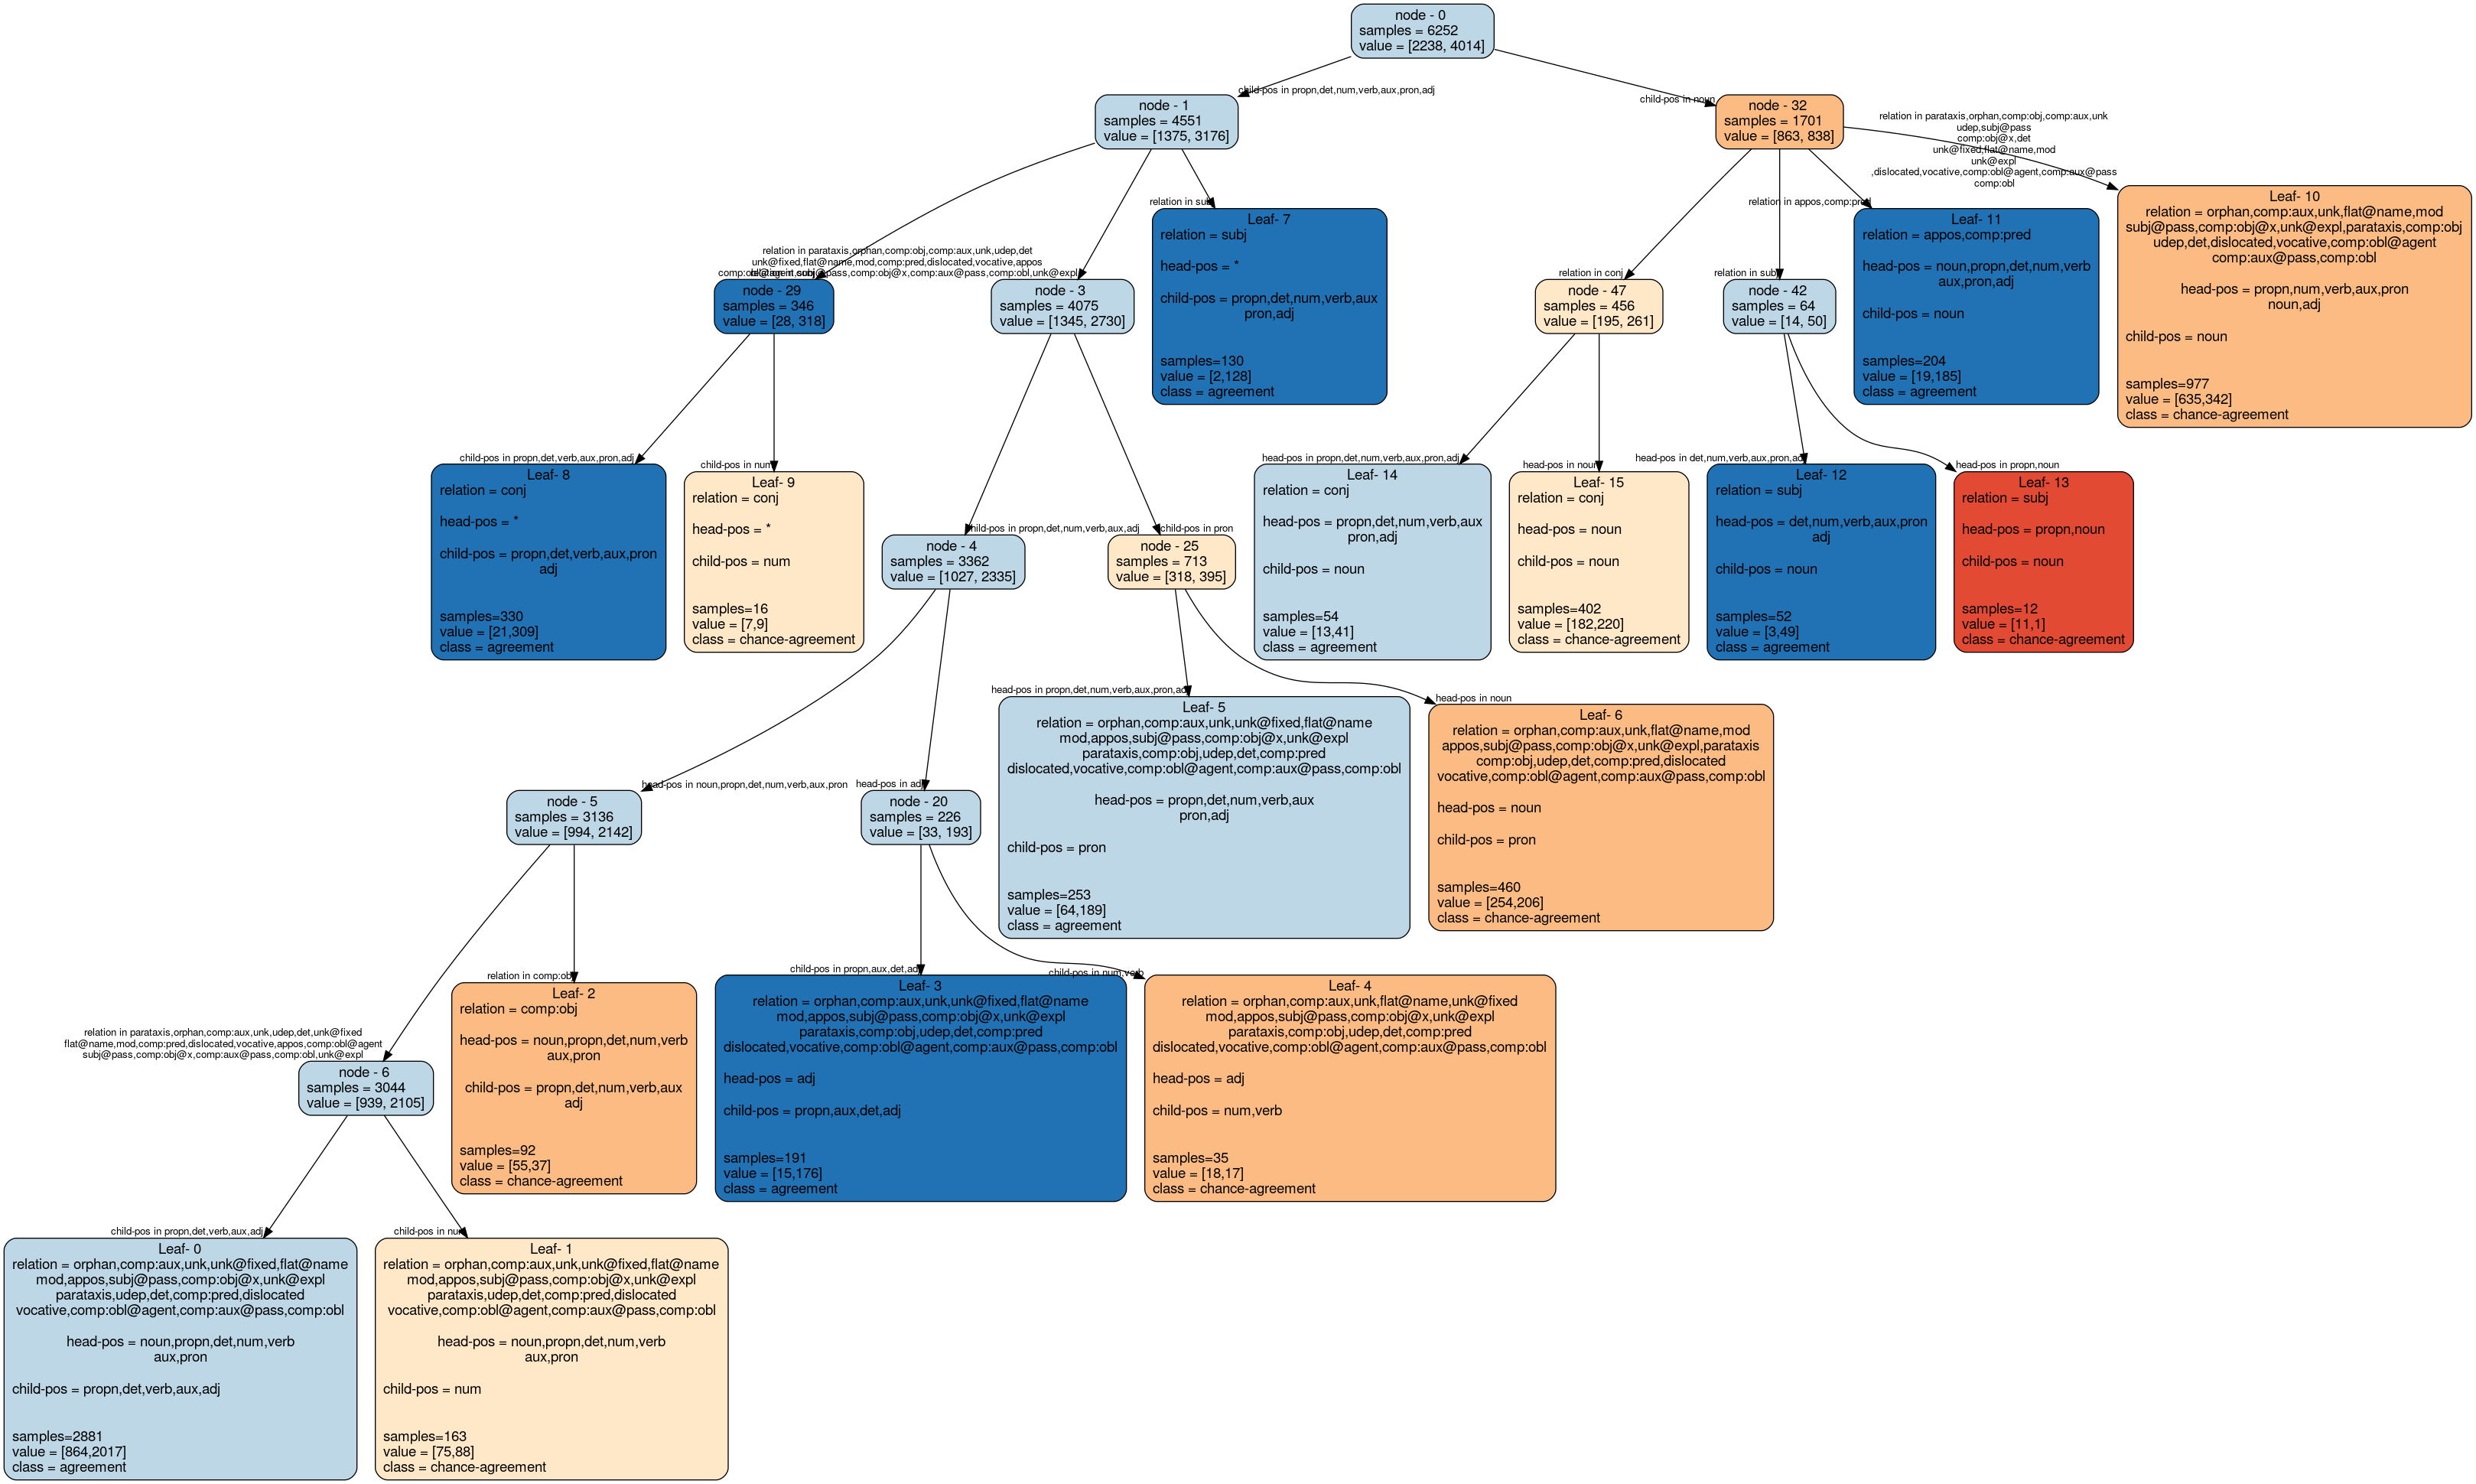 node - 0
samples = 6252
value = [2238, 4014]
child-pos in propn,det,num,verb,aux,pron,adj
child-pos in noun
node - 1
samples = 4551
value = [1375, 3176]
node - 32
samples = 1701
value = [863, 838]
relation in parataxis,orphan,comp:obj,comp:aux,unk
udep,subj@pass
comp:obj@x,det
unk@fixed,flat@name,mod
unk@expl
,dislocated,vocative,comp:obl@agent,comp:aux@pass
comp:obl
relation in conj
relation in parataxis,orphan,comp:obj,comp:aux,unk,udep,det
unk@fixed,flat@name,mod,comp:pred,dislocated,vocative,appos
comp:obl@agent,subj@pass,comp:obj@x,comp:aux@pass,comp:obl,unk@expl
relation in subj
relation in conj
relation in subj
relation in appos,comp:pred
node - 29
samples = 346
value = [28, 318]
node - 3
samples = 4075
value = [1345, 2730]
Leaf- 7
relation = subj
head-pos = *
child-pos = propn,det,num,verb,aux
pron,adj
samples=130
value = [2,128]
class = agreement
node - 47
samples = 456
value = [195, 261]
node - 42
samples = 64
value = [14, 50]
Leaf- 11
relation = appos,comp:pred
head-pos = noun,propn,det,num,verb
aux,pron,adj
child-pos = noun
samples=204
value = [19,185]
class = agreement
Leaf- 10
relation = orphan,comp:aux,unk,flat@name,mod
subj@pass,comp:obj@x,unk@expl,parataxis,comp:obj
udep,det,dislocated,vocative,comp:obl@agent
comp:aux@pass,comp:obl
head-pos = propn,num,verb,aux,pron
noun,adj
child-pos = noun
samples=977
value = [635,342]
class = chance-agreement
child-pos in propn,det,verb,aux,pron,adj
child-pos in num
child-pos in propn,det,num,verb,aux,adj
child-pos in pron
head-pos in propn,det,num,verb,aux,pron,adj
head-pos in noun
head-pos in det,num,verb,aux,pron,adj
head-pos in propn,noun
Leaf- 8
relation = conj
head-pos = *
child-pos = propn,det,verb,aux,pron
adj
samples=330
value = [21,309]
class = agreement
Leaf- 9
relation = conj
head-pos = *
child-pos = num
samples=16
value = [7,9]
class = chance-agreement
node - 4
samples = 3362
value = [1027, 2335]
node - 25
samples = 713
value = [318, 395]
Leaf- 14
relation = conj
head-pos = propn,det,num,verb,aux
pron,adj
child-pos = noun
samples=54
value = [13,41]
class = agreement
Leaf- 15
relation = conj
head-pos = noun
child-pos = noun
samples=402
value = [182,220]
class = chance-agreement
Leaf- 12
relation = subj
head-pos = det,num,verb,aux,pron
adj
child-pos = noun
samples=52
value = [3,49]
class = agreement
Leaf- 13
relation = subj
head-pos = propn,noun
child-pos = noun
samples=12
value = [11,1]
class = chance-agreement
head-pos in noun,propn,det,num,verb,aux,pron
head-pos in adj
head-pos in propn,det,num,verb,aux,pron,adj
head-pos in noun
node - 5
samples = 3136
value = [994, 2142]
node - 20
samples = 226
value = [33, 193]
Leaf- 5
relation = orphan,comp:aux,unk,unk@fixed,flat@name
mod,appos,subj@pass,comp:obj@x,unk@expl
parataxis,comp:obj,udep,det,comp:pred
dislocated,vocative,comp:obl@agent,comp:aux@pass,comp:obl
head-pos = propn,det,num,verb,aux
pron,adj
child-pos = pron
samples=253
value = [64,189]
class = agreement
Leaf- 6
relation = orphan,comp:aux,unk,flat@name,mod
appos,subj@pass,comp:obj@x,unk@expl,parataxis
comp:obj,udep,det,comp:pred,dislocated
vocative,comp:obl@agent,comp:aux@pass,comp:obl
head-pos = noun
child-pos = pron
samples=460
value = [254,206]
class = chance-agreement
relation in parataxis,orphan,comp:aux,unk,udep,det,unk@fixed
flat@name,mod,comp:pred,dislocated,vocative,appos,comp:obl@agent
subj@pass,comp:obj@x,comp:aux@pass,comp:obl,unk@expl
relation in comp:obj
child-pos in propn,aux,det,adj
child-pos in num,verb
node - 6
samples = 3044
value = [939, 2105]
Leaf- 2
relation = comp:obj
head-pos = noun,propn,det,num,verb
aux,pron
child-pos = propn,det,num,verb,aux
adj
samples=92
value = [55,37]
class = chance-agreement
Leaf- 3
relation = orphan,comp:aux,unk,unk@fixed,flat@name
mod,appos,subj@pass,comp:obj@x,unk@expl
parataxis,comp:obj,udep,det,comp:pred
dislocated,vocative,comp:obl@agent,comp:aux@pass,comp:obl
head-pos = adj
child-pos = propn,aux,det,adj
samples=191
value = [15,176]
class = agreement
Leaf- 4
relation = orphan,comp:aux,unk,flat@name,unk@fixed
mod,appos,subj@pass,comp:obj@x,unk@expl
parataxis,comp:obj,udep,det,comp:pred
dislocated,vocative,comp:obl@agent,comp:aux@pass,comp:obl
head-pos = adj
child-pos = num,verb
samples=35
value = [18,17]
class = chance-agreement
child-pos in propn,det,verb,aux,adj
child-pos in num
Leaf- 0
relation = orphan,comp:aux,unk,unk@fixed,flat@name
mod,appos,subj@pass,comp:obj@x,unk@expl
parataxis,udep,det,comp:pred,dislocated
vocative,comp:obl@agent,comp:aux@pass,comp:obl
head-pos = noun,propn,det,num,verb
aux,pron
child-pos = propn,det,verb,aux,adj
samples=2881
value = [864,2017]
class = agreement
Leaf- 1
relation = orphan,comp:aux,unk,unk@fixed,flat@name
mod,appos,subj@pass,comp:obj@x,unk@expl
parataxis,udep,det,comp:pred,dislocated
vocative,comp:obl@agent,comp:aux@pass,comp:obl
head-pos = noun,propn,det,num,verb
aux,pron
child-pos = num
samples=163
value = [75,88]
class = chance-agreement